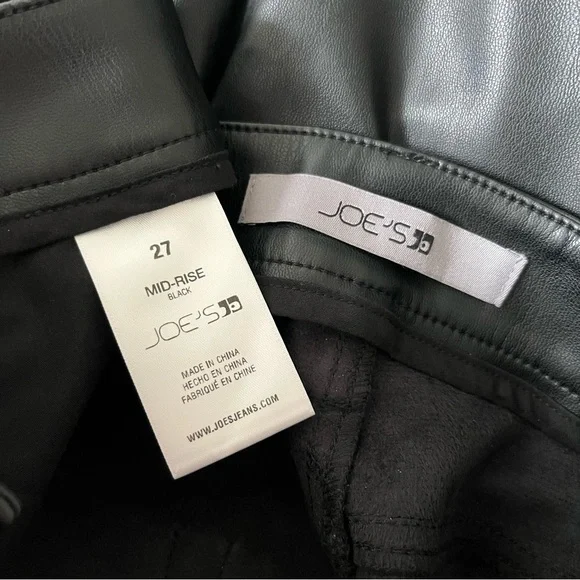 27
MID-RISE
BLACK
JOE'S
MADE IN CHINA
HECHO EN CHINA
FABRIQUÉ EN CHINE
WWW.JOESJEANS.COM
JOE'S